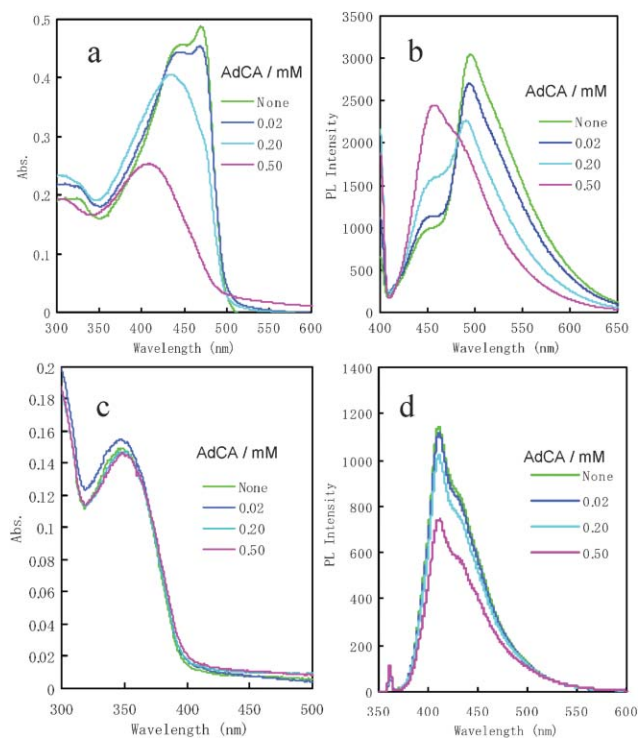 a
AdCA / mM
None
0.02
0.20
0.50
0.5
0.4
0.3
0.2
0.1
0
Abs.
300 350 400 450 500 550 600
Wavelength (nm)
b
AdCA / mM
None
0.02
0.20
0.50
3500
3000
2500
2000
1500
1000
500
0
PL Intensity
400 450 500 550 600 650
Wavelength (nm)
c
AdCA / mM
None
0.02
0.20
0.50
0.2
0.18
0.16
0.14
0.12
0.1
0.08
0.06
0.04
0.02
0
Abs.
300 350 400 450 500
Wavelength (nm)
d
AdCA / mM
None
0.02
0.20
0.50
1400
1200
1000
800
600
400
200
0
PL Intensity
350 400 450 500 550 600
Wavelength (nm)